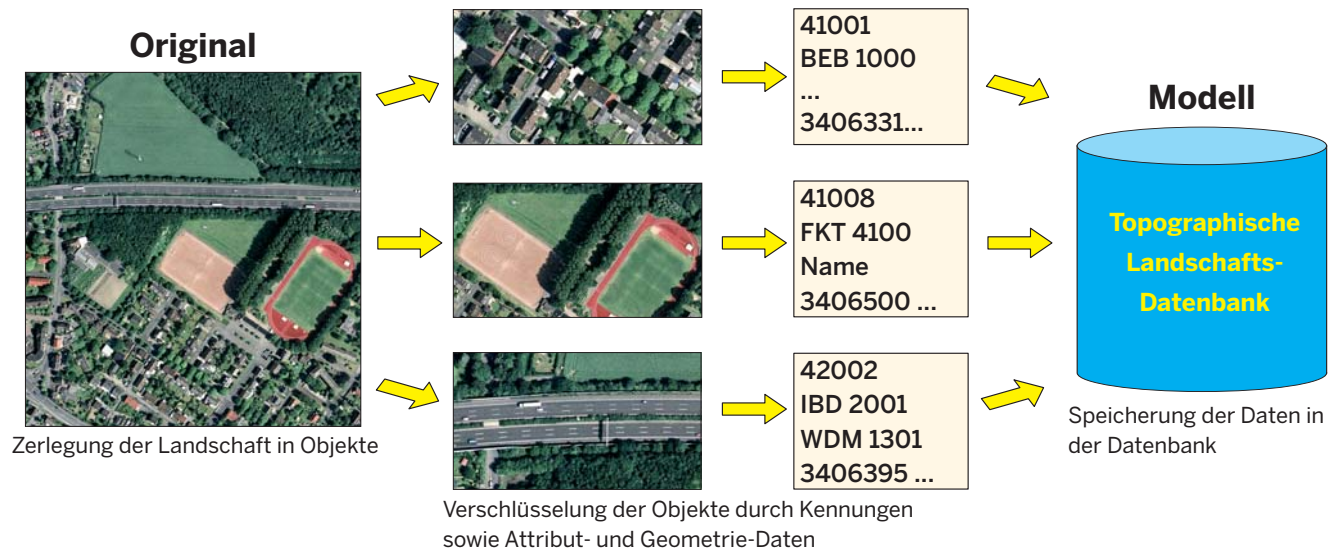 Original
Zerlegung der Landschaft in Objekte
41001
BEB 1000
...
3406331...
41008
FKT 4100
Name
3406500 ...
42002
IBD 2001
WDM 1301
3406395 ...
Verschlüsselung der Objekte durch Kennungen
sowie Attribut- und Geometrie-Daten
Modell
Topographische
Landschafts-
Datenbank
Speicherung der Daten in
der Datenbank